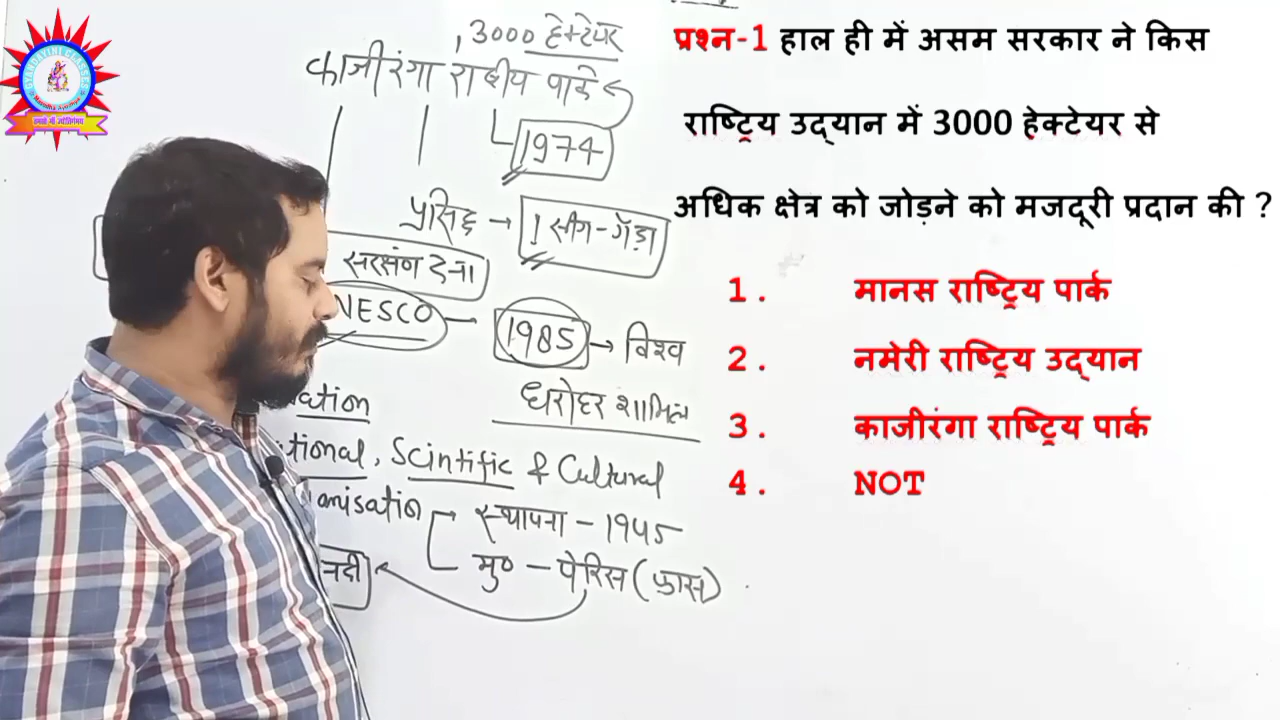 , 3000 हेक्टेयर
काजीरंगा राष्ट्रीय पार्क
1974
प्रसिद्ध → 1 सींग-गेंडा
संरक्षण देना
NESCO — 1985 → विश्व
धरोहर शामिल
ation
tional, Scintific & Cultural
anisation → स्थापना - 1945
मु० - पेरिस (फ्रांस)
नदी
प्रश्न-1 हाल ही में असम सरकार ने किस
राष्ट्रिय उद्यान में 3000 हेक्टेयर से
अधिक क्षेत्र को जोड़ने को मजदूरी प्रदान की ?
1. मानस राष्ट्रिय पार्क
2. नमेरी राष्ट्रिय उद्यान
3. काजीरंगा राष्ट्रिय पार्क
4. NOT